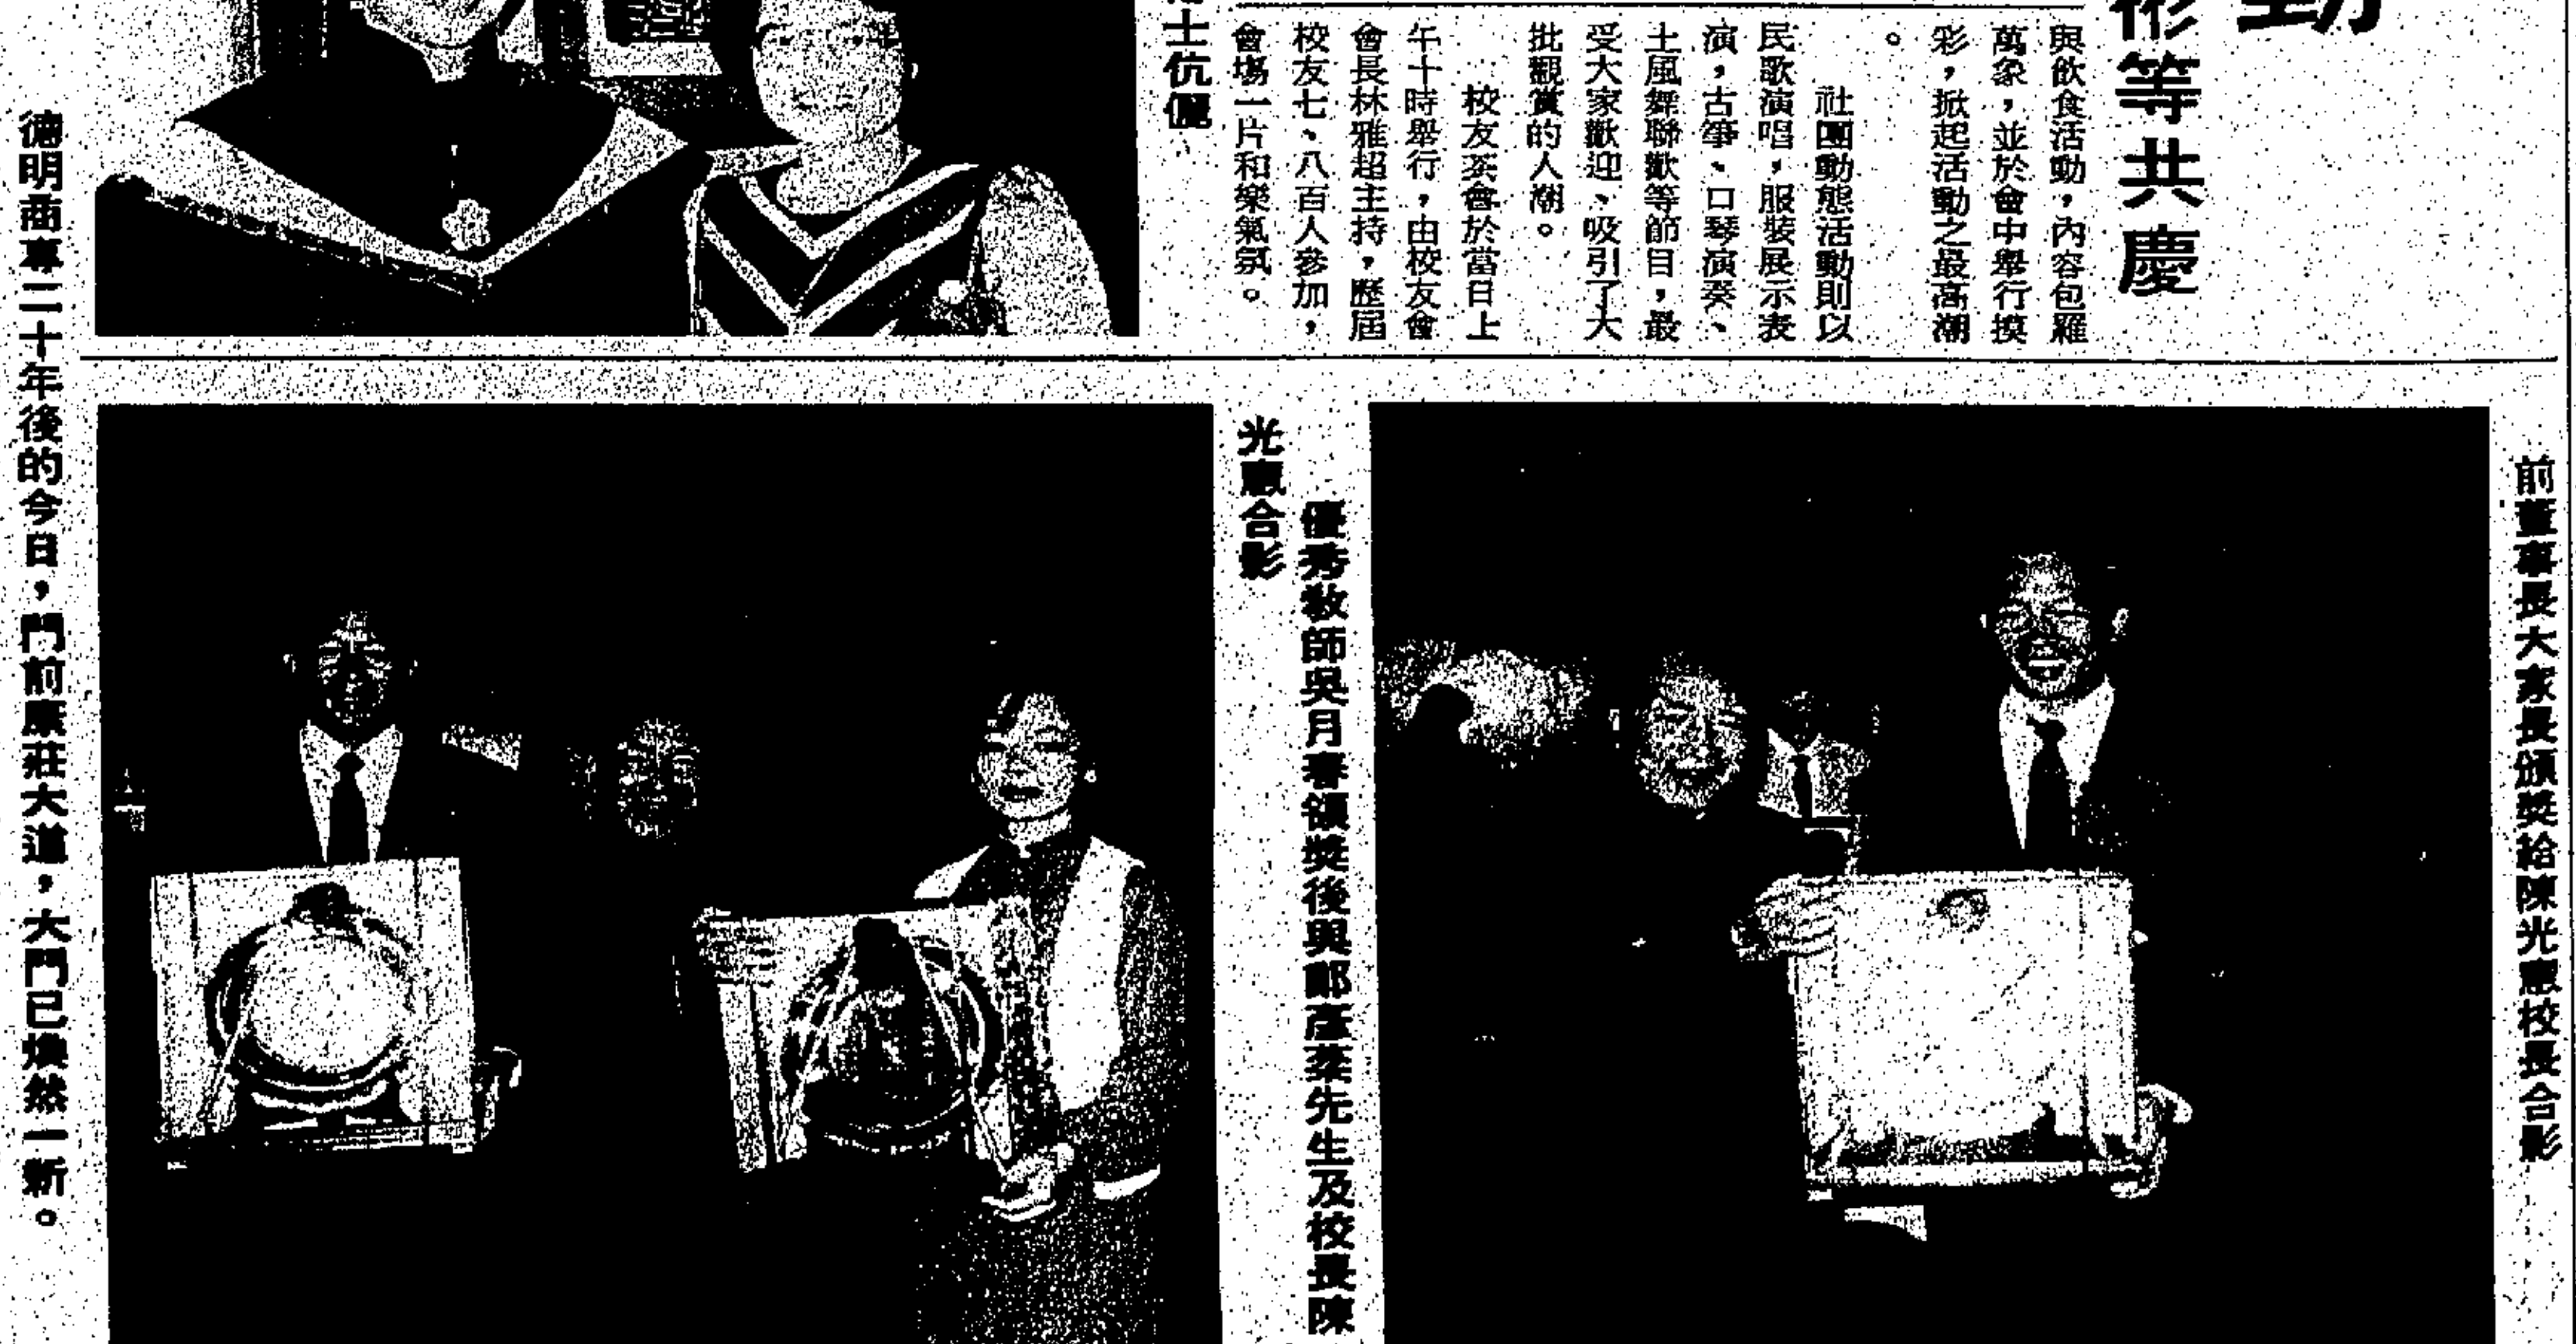 彬等共慶
與飲食活動，內容包羅
萬象，並於會中舉行摸
彩，掀起活動之最高潮
。
社團動態活動則以
民歌演唱，服裝展示表
演，古箏、口琴演奏、
土風舞聯歡等節目，最
受大家歡迎、吸引了大
批觀賞的人潮。
校友茶會於當日上
午十時舉行，由校友會
會長林雅超主持，歷屆
校友七、八百人參加，
會場一片和樂氣氛。
士伉儷
前董事長大家長頒獎給陳光憲校長合影
優秀教師吳月春領獎後與鄭彥棻先生及校長陳
光憲合影
德明商專二十年後的今日，門前康莊大道，大門已煥然一新。